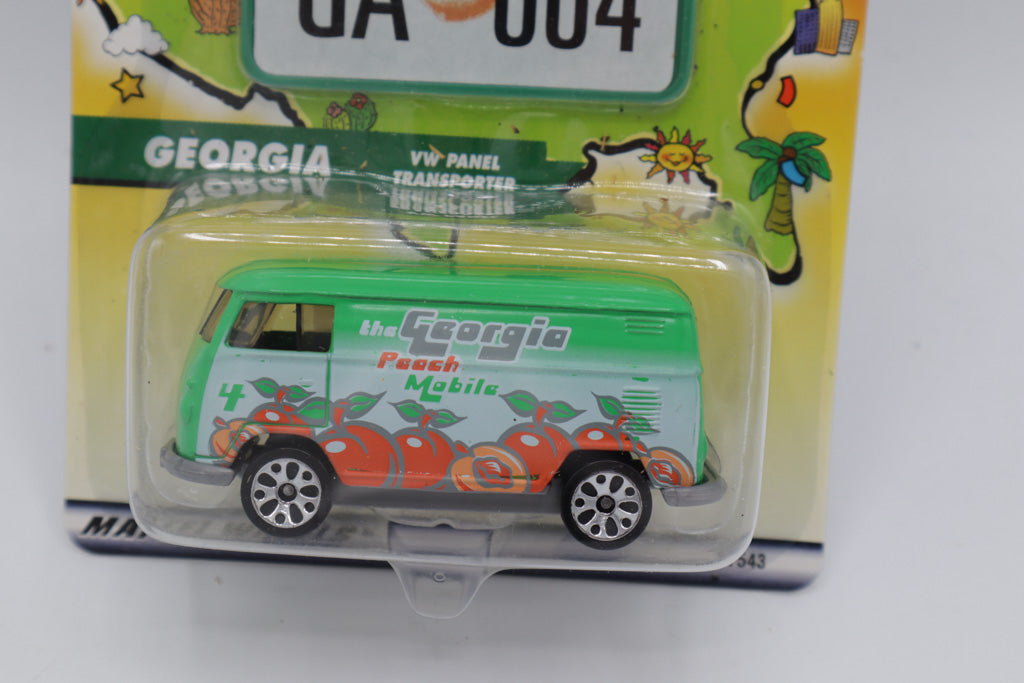 GA 004
GEORGIA
VW PANEL
TRANSPORTER
the Georgia
Peach
Mobile
4